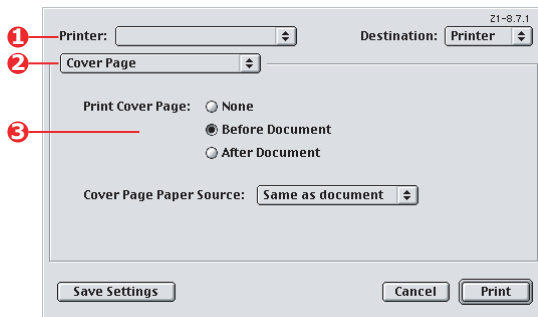 Z1-8.7.1
1 Printer: Destination: Printer
2 Cover Page
Print Cover Page: None
3 Before Document
After Document
Cover Page Paper Source: Same as document
Save Settings Cancel Print